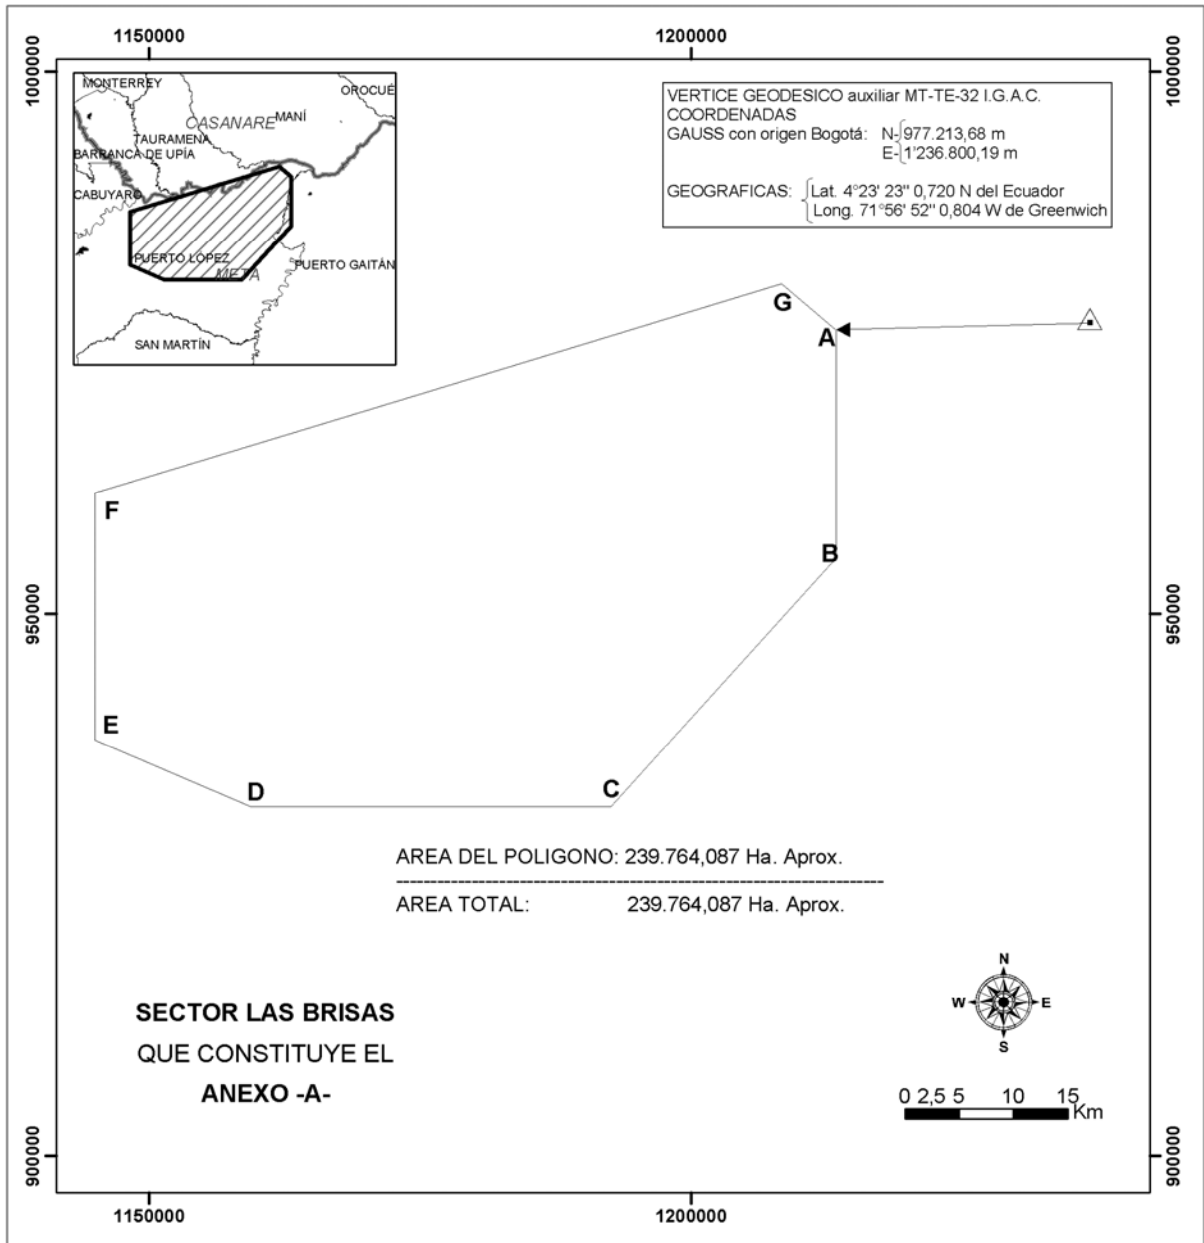 1150000 1200000
1000000 1000000
MONTERREY
OROCUÉ
MANÍ
CASANARE
TAURAMENA
BARRANCA DE UPÍA
CABUYARO
PUERTO LÓPEZ
PUERTO GAITÁN
META
SAN MARTÍN
VERTICE GEODESICO auxiliar MT-TE-32 I.G.A.C.
COORDENADAS
GAUSS con origen Bogotá: N- 977.213,68 m
E- 1'236.800,19 m
GEOGRAFICAS: Lat. 4°23' 23" 0,720 N del Ecuador
Long. 71°56' 52" 0,804 W de Greenwich
G
A
F
B
950000 950000
E
D
C
AREA DEL POLIGONO: 239.764,087 Ha. Aprox.
------------------------------------------------------------------
AREA TOTAL: 239.764,087 Ha. Aprox.
SECTOR LAS BRISAS
QUE CONSTITUYE EL
ANEXO -A-
N
W E
S
0 2,5 5 10 15
Km
900000 900000
1150000 1200000